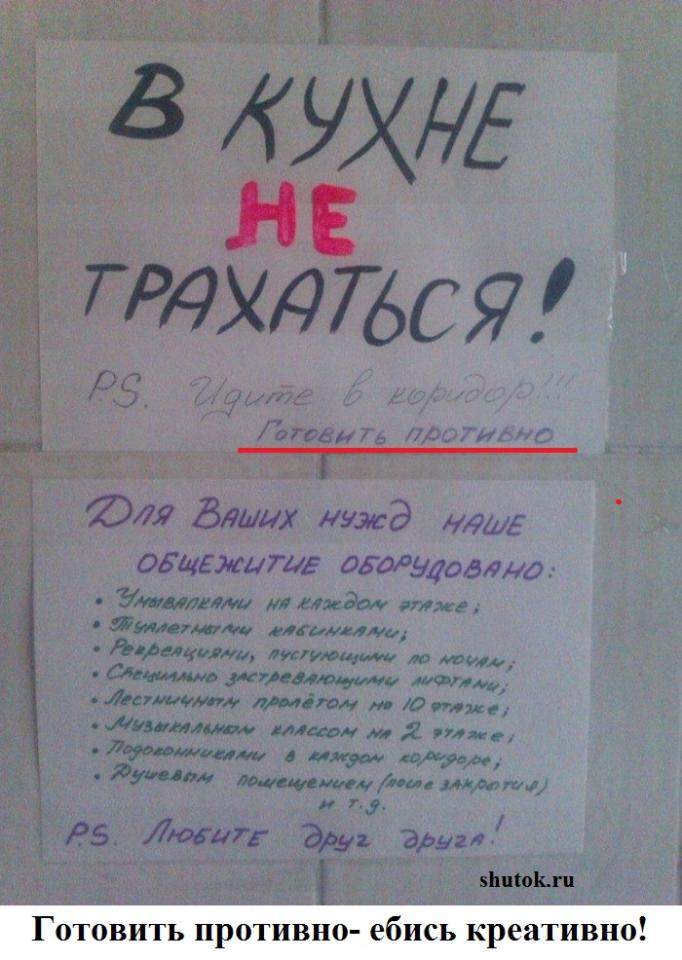 В КУХНЕ
НЕ
ТРАХАТЬСЯ!
P.S. Идите в коридор!!!
Готовить противно
Для Ваших нужд наше
общежитие оборудовано:
• Умывалками на каждом этаже;
• Туалетными кабинками;
• Рекреациями, пустующими по ночам;
• Специально застревающими лифтами;
• Лестничным пролётом на 10 этаже;
• Музыкальным классом на 2 этаже;
• Подоконниками в каждом коридоре;
• Душевым помещением (после закрытия)
и т.д.
P.S. Любите друг друга!
shutok.ru
Готовить противно- ебись креативно!